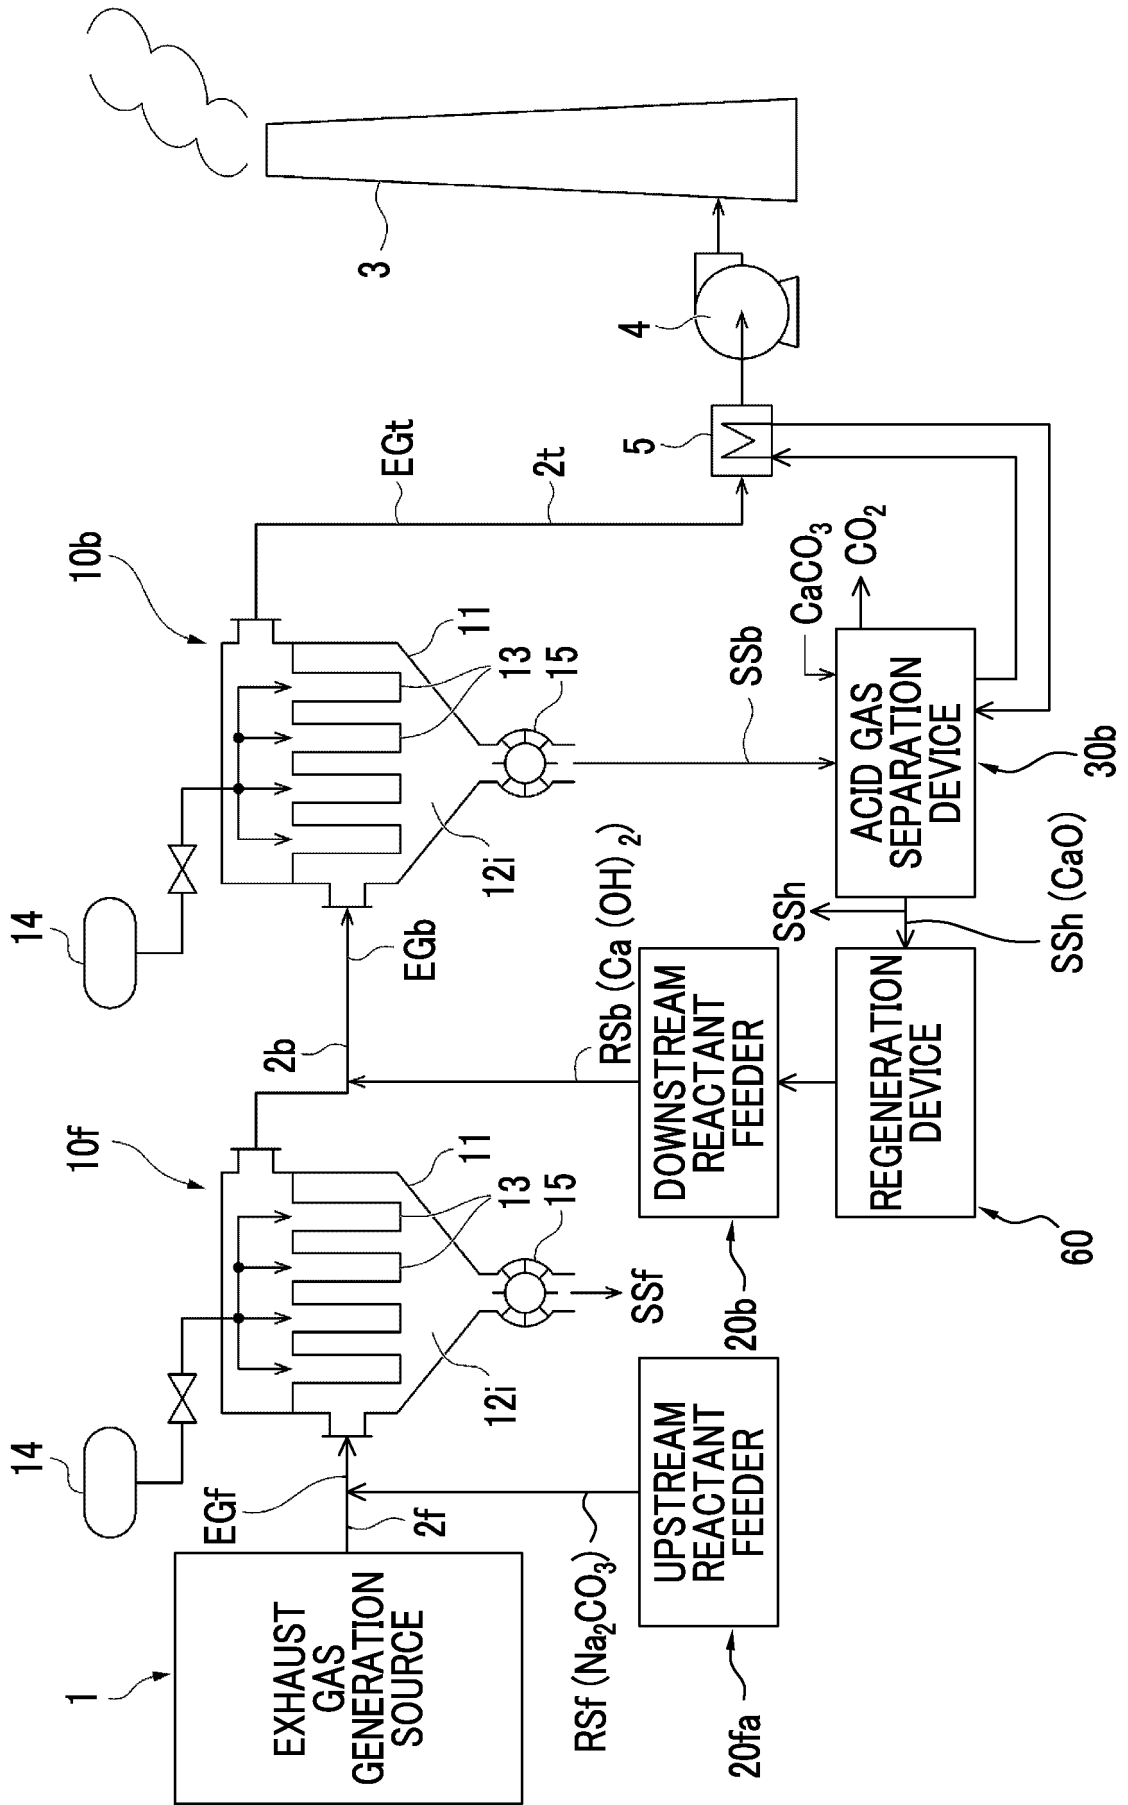 14
14
10f
10b
3
EGt
4
EGf
11
11
13
13
15
15
2b
EGb
2t
5
1
EXHAUST
GAS
GENERATION
SOURCE
2f
12i
12i
SSf
RSf (Na2CO3)
RSb (Ca (OH) 2)
SSb
CaCO3
CO2
UPSTREAM
REACTANT
FEEDER
DOWNSTREAM
REACTANT
FEEDER
20fa
20b
SSh
ACID GAS
SEPARATION
DEVICE
REGENERATION
DEVICE
SSh (CaO)
30b
60